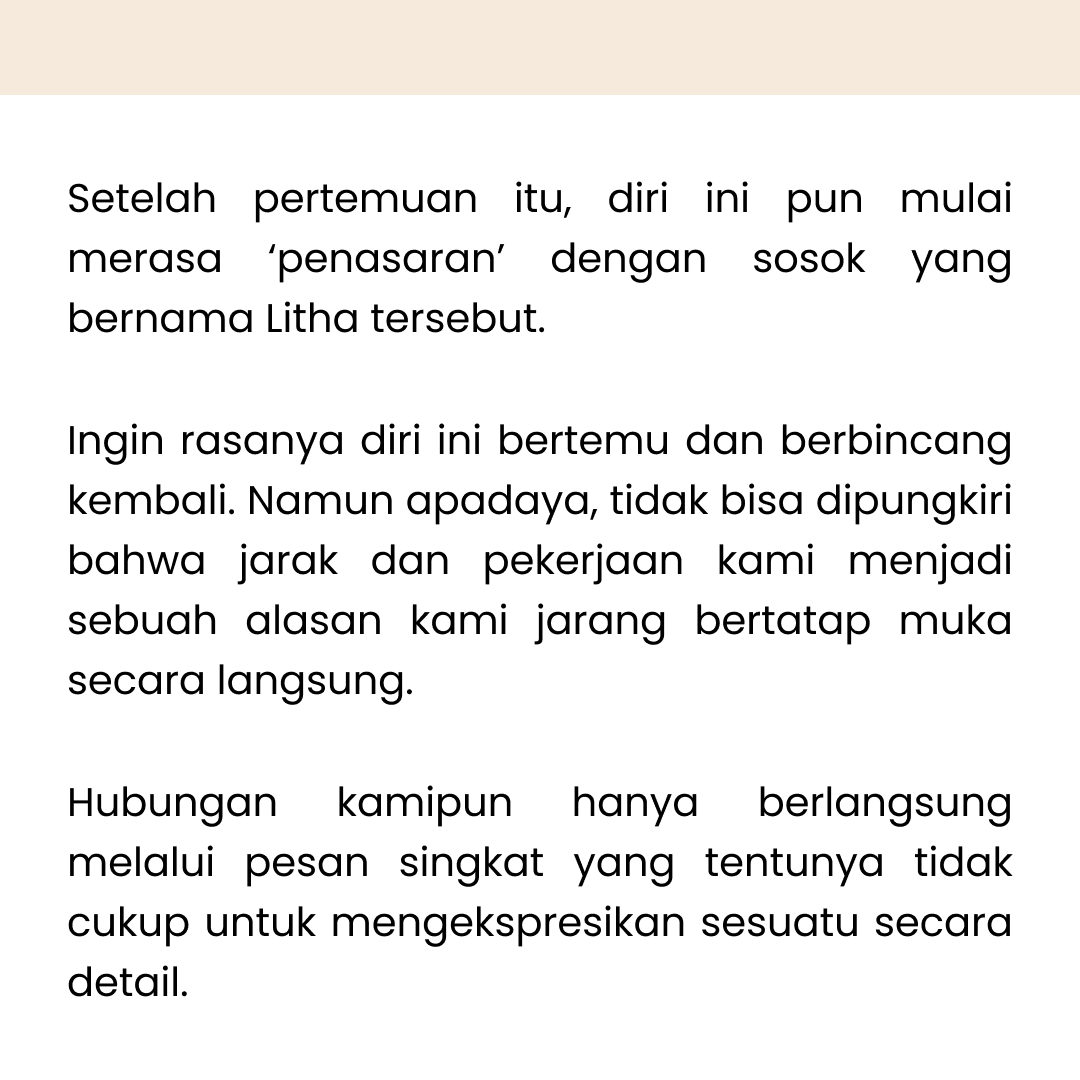 Setelah pertemuan itu, diri ini pun mulai
merasa ‘penasaran’ dengan sosok yang
bernama Litha tersebut.
Ingin rasanya diri ini bertemu dan berbincang
kembali. Namun apadaya, tidak bisa dipungkiri
bahwa jarak dan pekerjaan kami menjadi
sebuah alasan kami jarang bertatap muka
secara langsung.
Hubungan kamipun hanya berlangsung
melalui pesan singkat yang tentunya tidak
cukup untuk mengekspresikan sesuatu secara
detail.